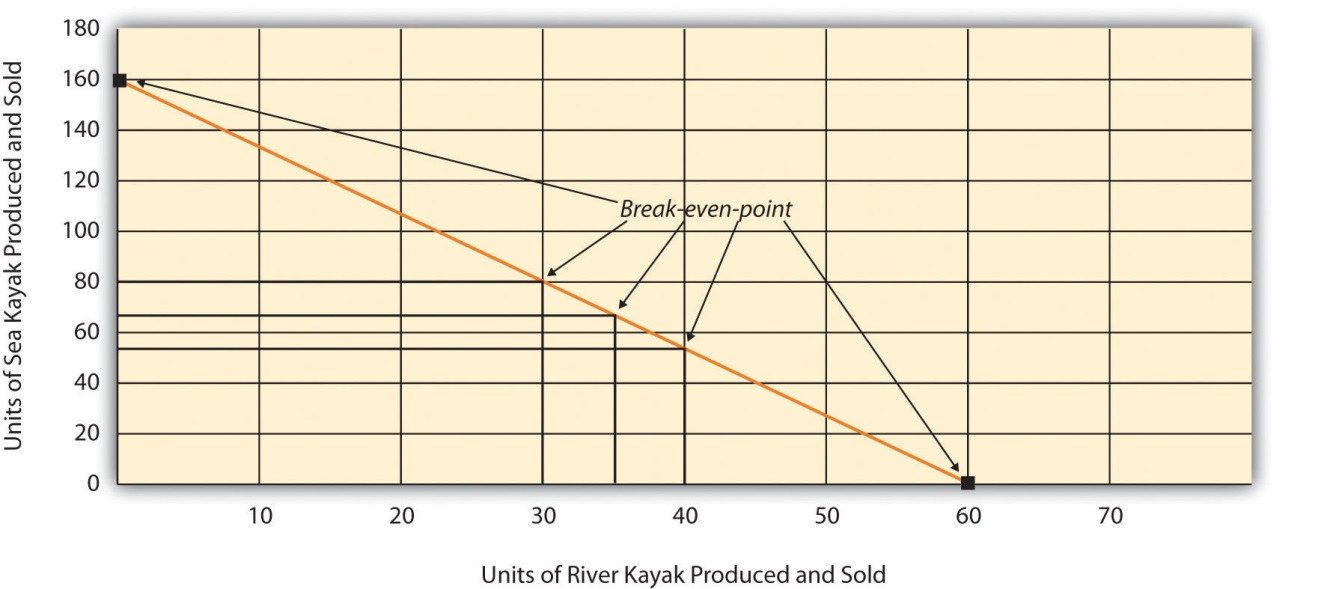 Units of Sea Kayak Produced and Sold
180
160
140
120
100
80
60
40
20
0
Break-even-point
10 20 30 40 50 60 70
Units of River Kayak Produced and Sold